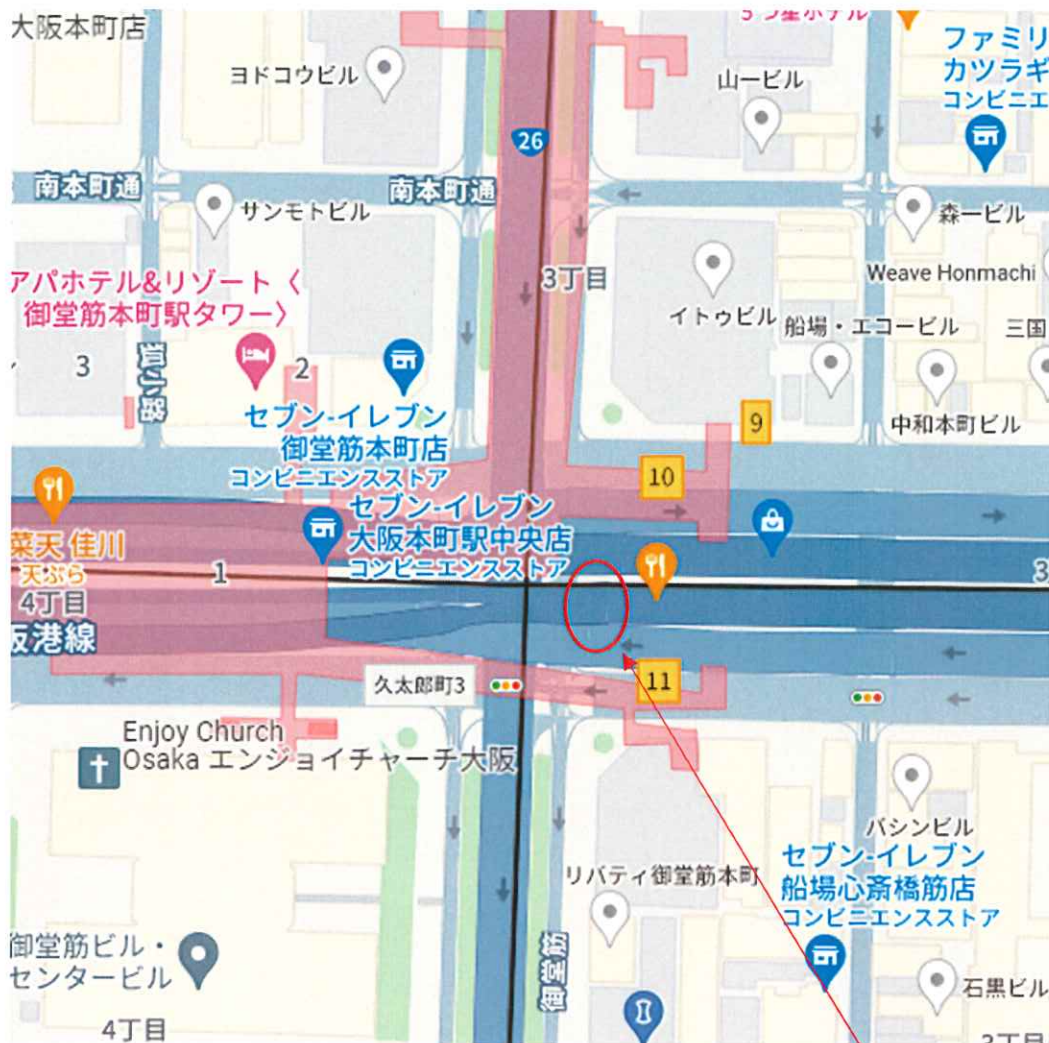 大阪本町店
5つ星ホテル
ファミリ
カツラギ
コンビニエ
ヨドコウビル
山一ビル
26
南本町通
南本町通
サンモトビル
森一ビル
Weave Honmachi
アパホテル&リゾート〈
御堂筋本町駅タワー〉
3丁目
イトゥビル
船場・エコービル
三国
3
2
狐小路
中和本町ビル
セブン-イレブン
御堂筋本町店
コンビニエンスストア
9
10
セブン-イレブン
大阪本町駅中央店
コンビニエンスストア
菜天 佳川
天ぷら
1
3
4丁目
阪港線
久太郎町3
11
Enjoy Church
Osaka エンジョイチャーチ大阪
バシンビル
セブン-イレブン
船場心斎橋筋店
コンビニエンスストア
リバティ御堂筋本町
御堂筋ビル・
センタービル
御堂筋
石黒ビル
4丁目
3丁目